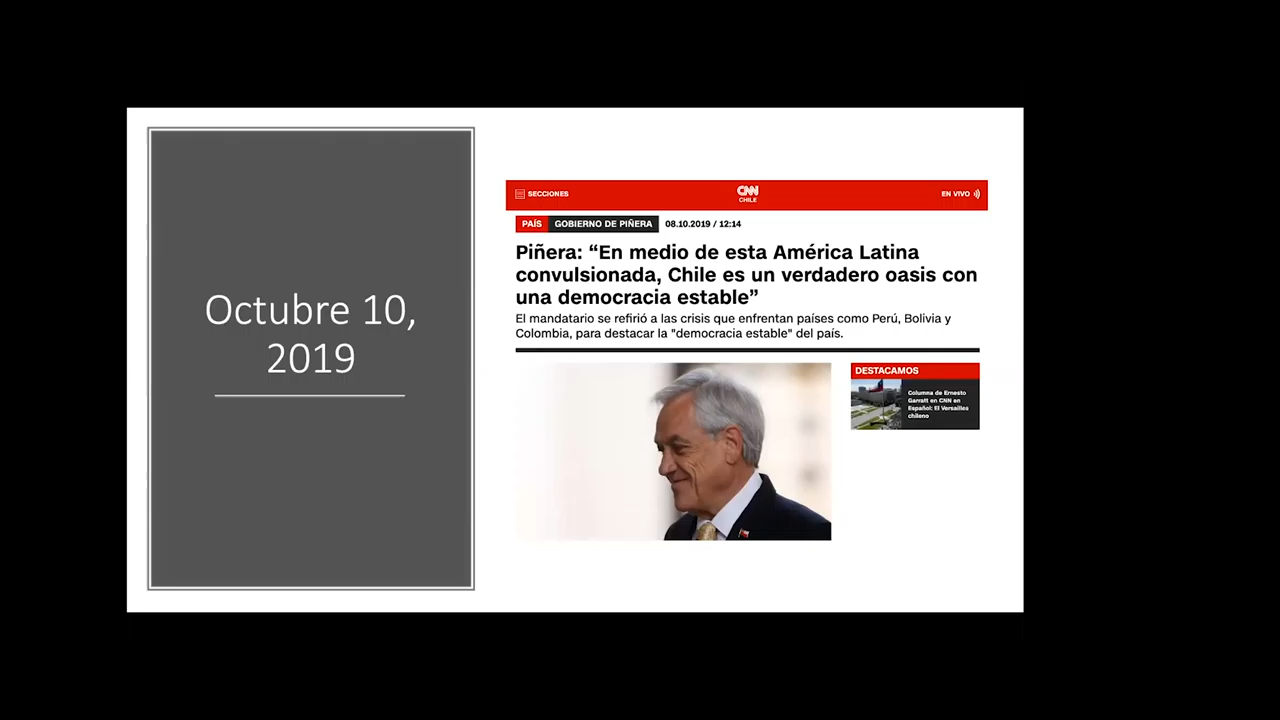 Octubre 10,
2019
SECCIONES
CNN
CHILE
EN VIVO
PAÍS GOBIERNO DE PIÑERA 08.10.2019 / 12:14
Piñera: “En medio de esta América Latina
convulsionada, Chile es un verdadero oasis con
una democracia estable”
El mandatario se refirió a las crisis que enfrentan países como Perú, Bolivia y
Colombia, para destacar la "democracia estable" del país.
DESTACAMOS
Columna de Ernesto
Garratt en CNN en
Español: El Versailles
chileno